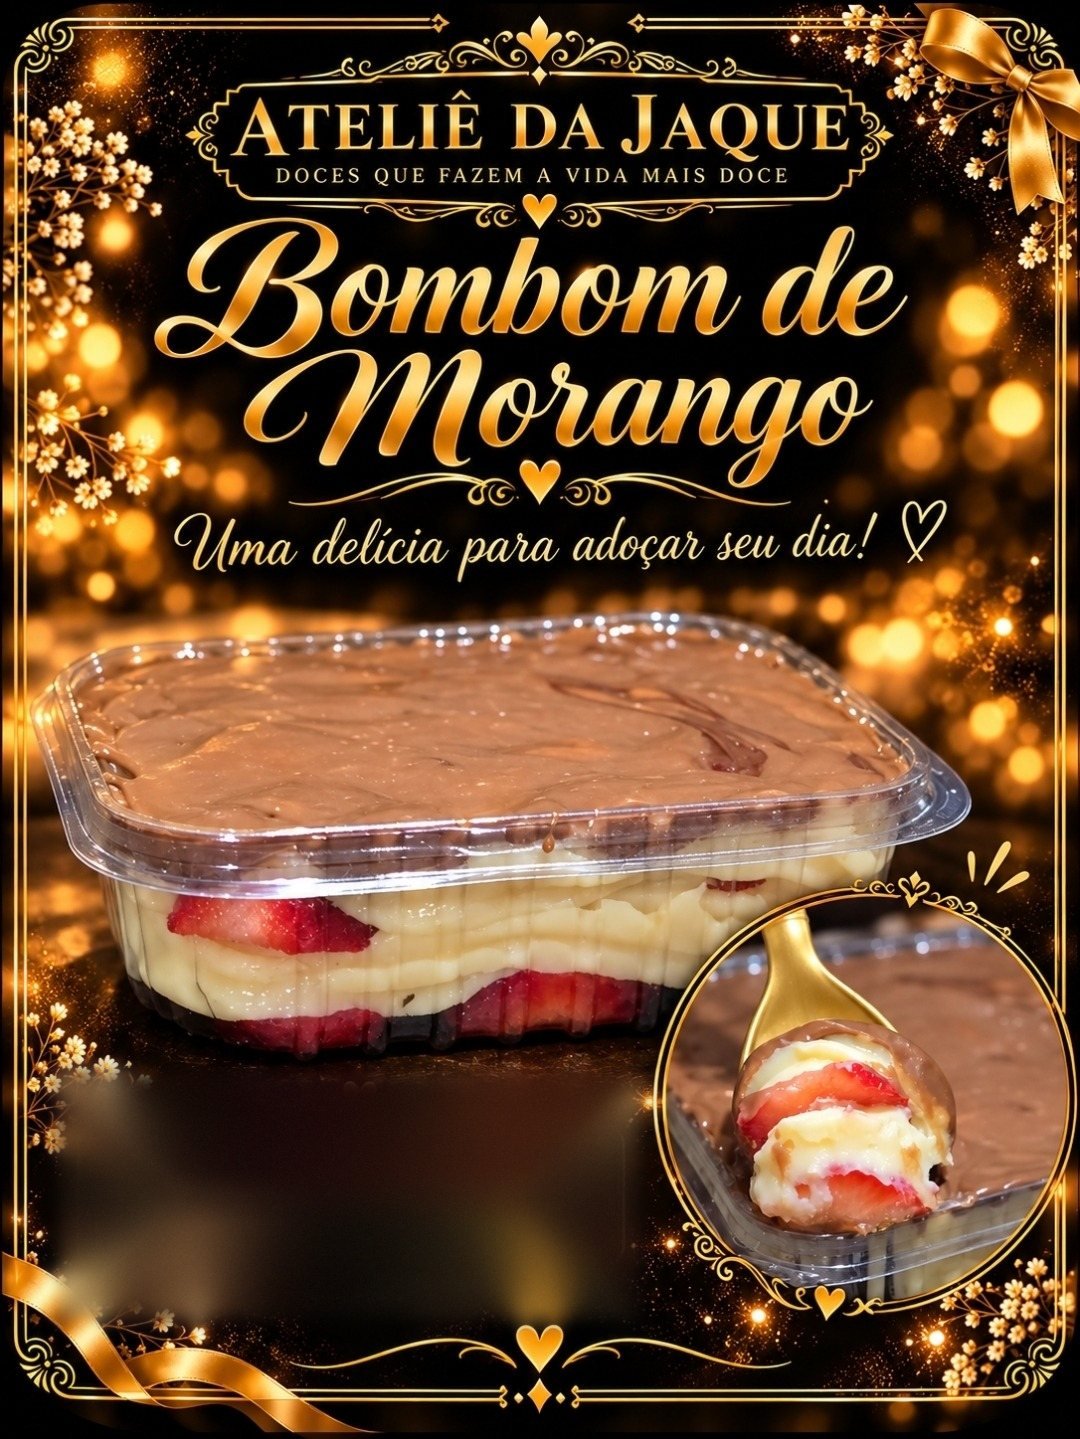 ATELIÊ DA JAQUE
DOCES QUE FAZEM A VIDA MAIS DOCE
Bombom de
Morango
Uma delícia para adoçar seu dia!